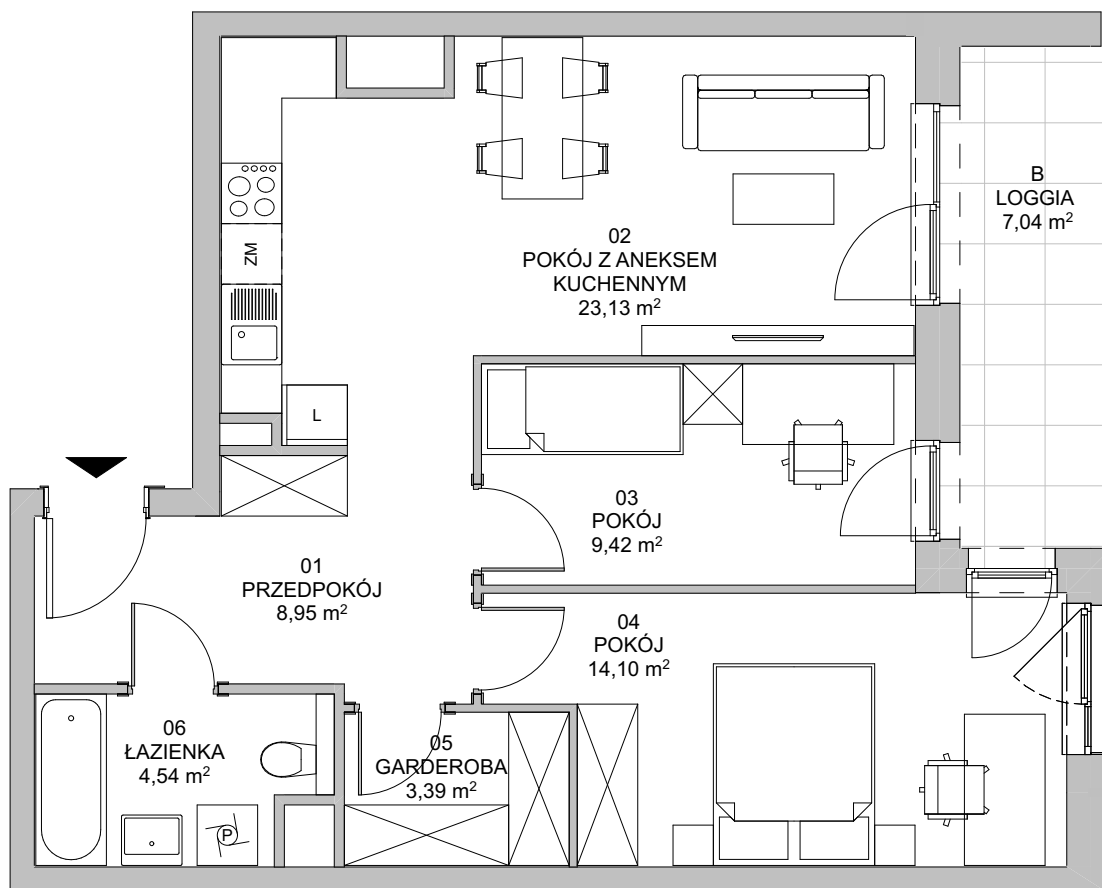 B
LOGGIA
7,04 m²
02
POKÓJ Z ANEKSEM
KUCHENNYM
23,13 m²
ZM
L
03
POKÓJ
9,42 m²
01
PRZEDPOKÓJ
8,95 m²
04
POKÓJ
14,10 m²
06
ŁAZIENKA
4,54 m²
05
GARDEROBA
3,39 m²
P